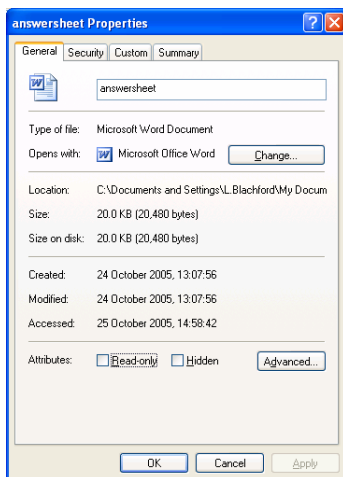 answersheet Properties
General Security Custom Summary
answersheet
Type of file: Microsoft Word Document
Opens with: Microsoft Office Word Change...
Location: C:\Documents and Settings\L.Blachford\My Docum
Size: 20.0 KB (20,480 bytes)
Size on disk: 20.0 KB (20,480 bytes)
Created: 24 October 2005, 13:07:56
Modified: 24 October 2005, 13:07:56
Accessed: 25 October 2005, 14:58:42
Attributes: Read-only Hidden Advanced...
OK Cancel Apply